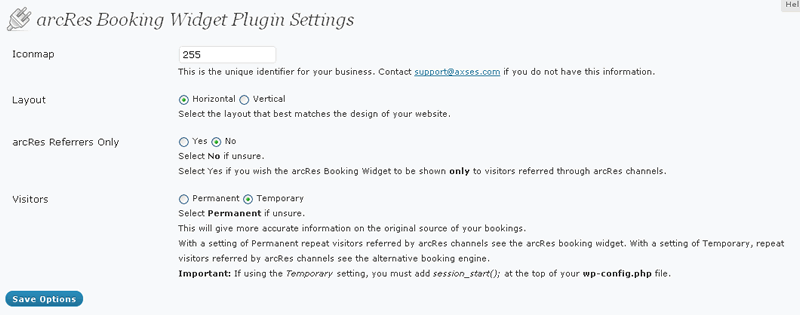 Hel
arcRes Booking Widget Plugin Settings
Iconmap
255
This is the unique identifier for your business. Contact support@axses.com if you do not have this information.
Layout
Horizontal Vertical
Select the layout that best matches the design of your website.
arcRes Referrers Only
Yes No
Select No if unsure.
Select Yes if you wish the arcRes Booking Widget to be shown only to visitors referred through arcRes channels.
Visitors
Permanent Temporary
Select Permanent if unsure.
This will give more accurate information on the original source of your bookings.
With a setting of Permanent repeat visitors referred by arcRes channels see the arcRes booking widget. With a setting of Temporary, repeat
visitors referred by arcRes channels see the alternative booking engine.
Important: If using the Temporary setting, you must add session_start(); at the top of your wp-config.php file.
Save Options